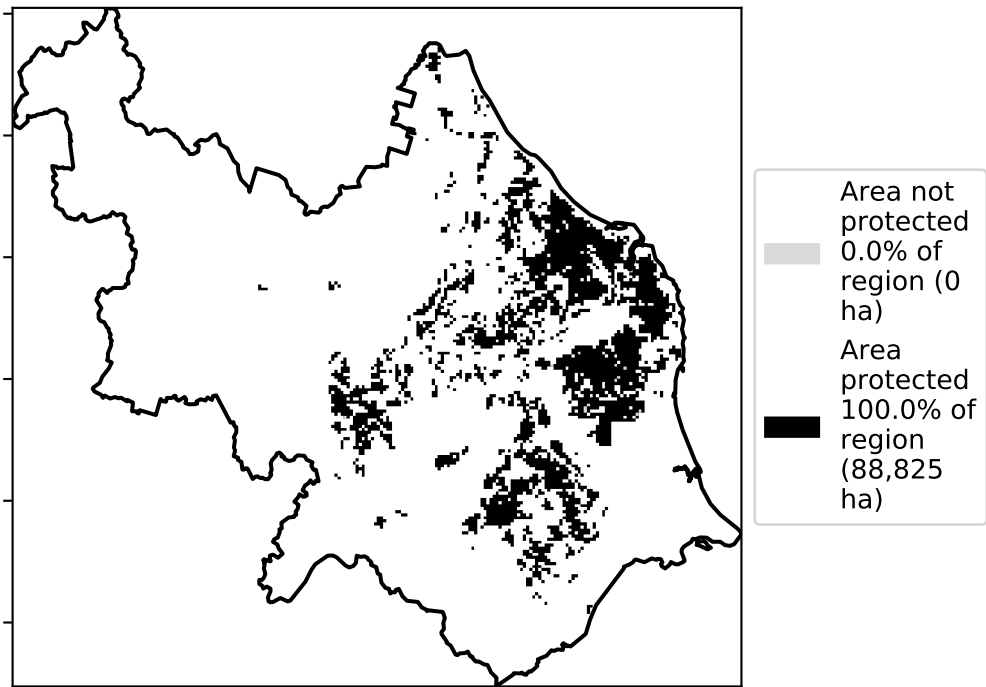 Area not
protected
0.0% of
region (0
ha)
Area
protected
100.0% of
region
(88,825
ha)